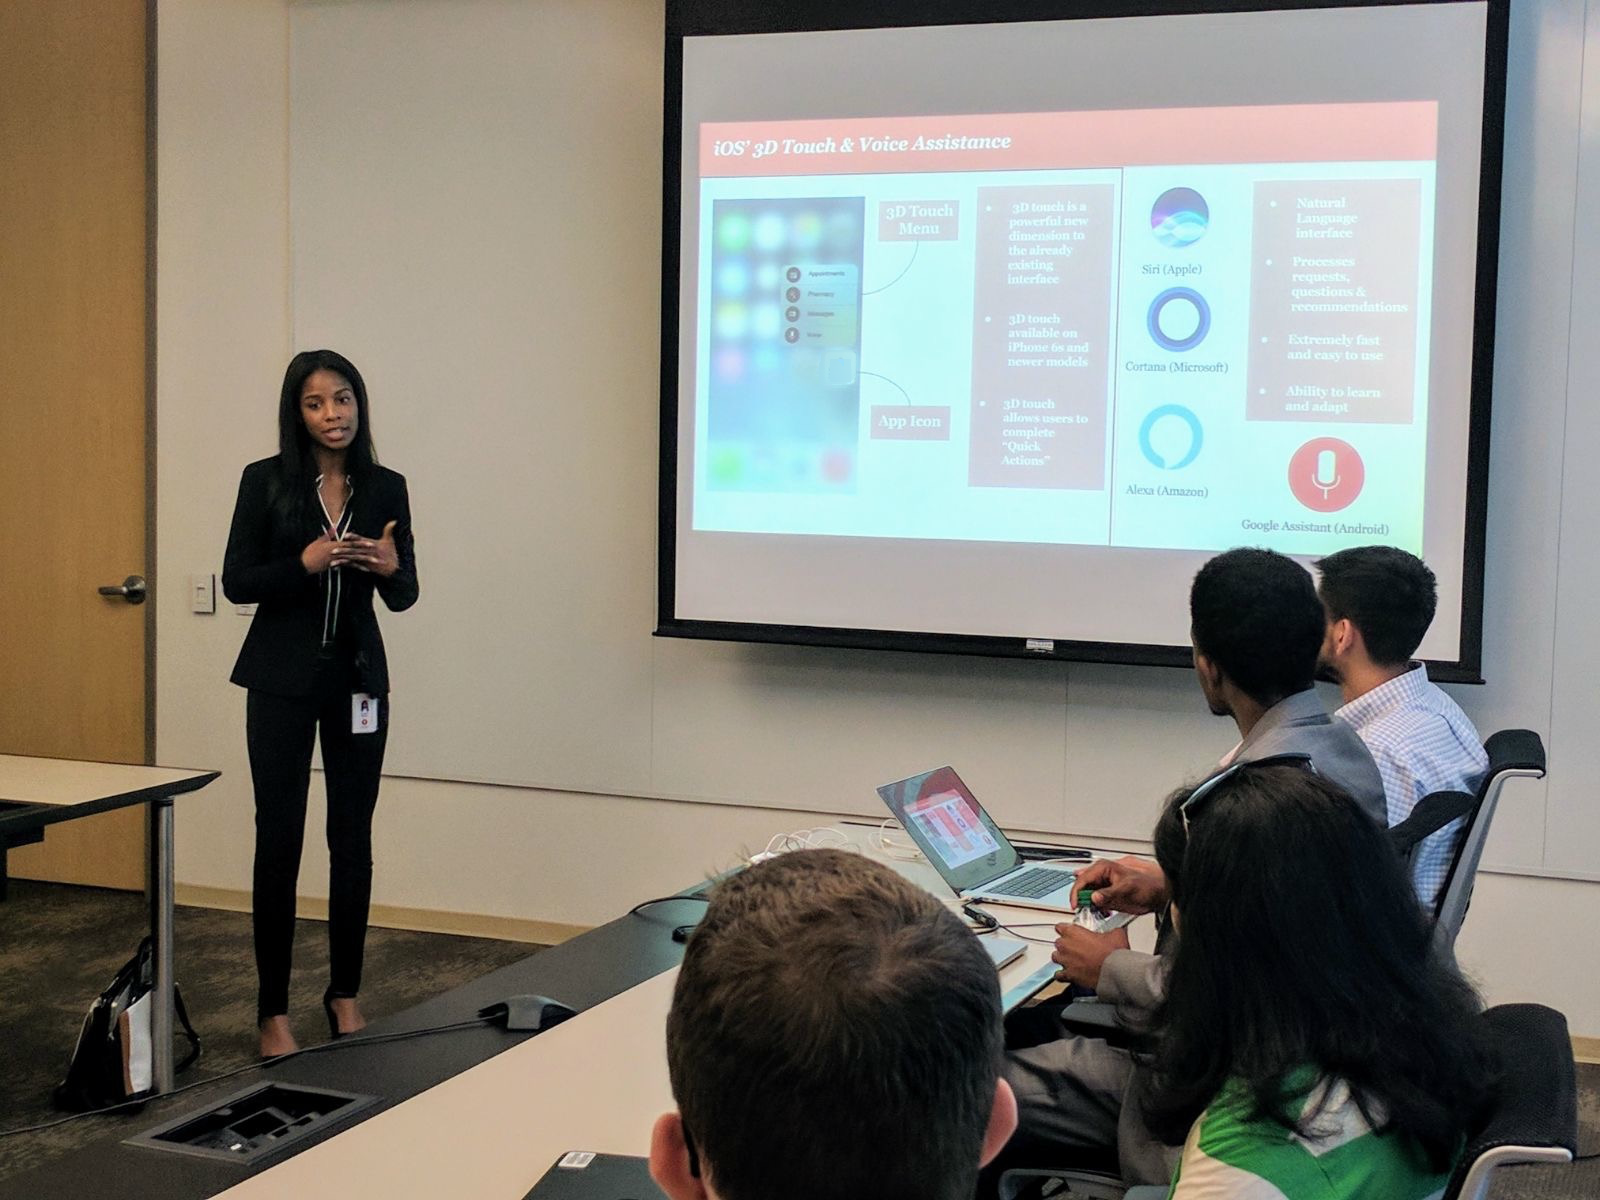 iOS' 3D Touch & Voice Assistance
3D Touch
Menu
Appointments
Pharmacy
Messages
App Icon
3D touch is a
powerful new
dimension to
the already
existing
interface
3D touch
available on
iPhone 6s and
newer models
3D touch
allows users to
complete
"Quick
Actions"
Siri (Apple)
Cortana (Microsoft)
Alexa (Amazon)
Natural
Language
interface
Processes
requests,
questions &
recommendations
Extremely fast
and easy to use
Ability to learn
and adapt
Google Assistant (Android)